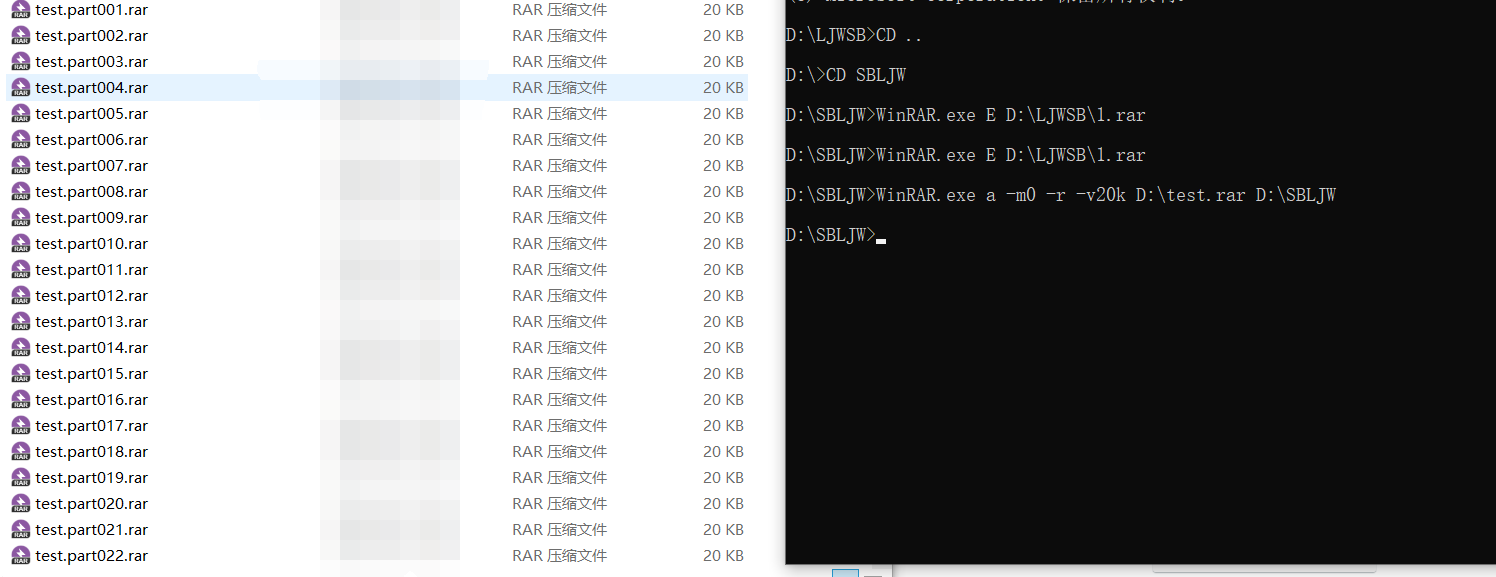 test.part001.rar RAR 压缩文件 20 KB
test.part002.rar RAR 压缩文件 20 KB
test.part003.rar RAR 压缩文件 20 KB
test.part004.rar RAR 压缩文件 20 KB
test.part005.rar RAR 压缩文件 20 KB
test.part006.rar RAR 压缩文件 20 KB
test.part007.rar RAR 压缩文件 20 KB
test.part008.rar RAR 压缩文件 20 KB
test.part009.rar RAR 压缩文件 20 KB
test.part010.rar RAR 压缩文件 20 KB
test.part011.rar RAR 压缩文件 20 KB
test.part012.rar RAR 压缩文件 20 KB
test.part013.rar RAR 压缩文件 20 KB
test.part014.rar RAR 压缩文件 20 KB
test.part015.rar RAR 压缩文件 20 KB
test.part016.rar RAR 压缩文件 20 KB
test.part017.rar RAR 压缩文件 20 KB
test.part018.rar RAR 压缩文件 20 KB
test.part019.rar RAR 压缩文件 20 KB
test.part020.rar RAR 压缩文件 20 KB
test.part021.rar RAR 压缩文件 20 KB
test.part022.rar RAR 压缩文件 20 KB
D:\LJWSB>CD ..
D:\>CD SBLJW
D:\SBLJW>WinRAR.exe E D:\LJWSB\1.rar
D:\SBLJW>WinRAR.exe E D:\LJWSB\1.rar
D:\SBLJW>WinRAR.exe a -m0 -r -v20k D:\test.rar D:\SBLJW
D:\SBLJW>